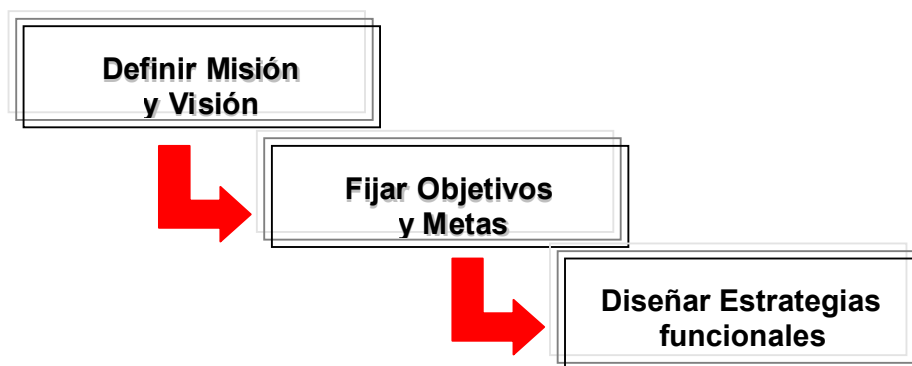 Definir Misión
y Visión
Fijar Objetivos
y Metas
Diseñar Estrategias
funcionales